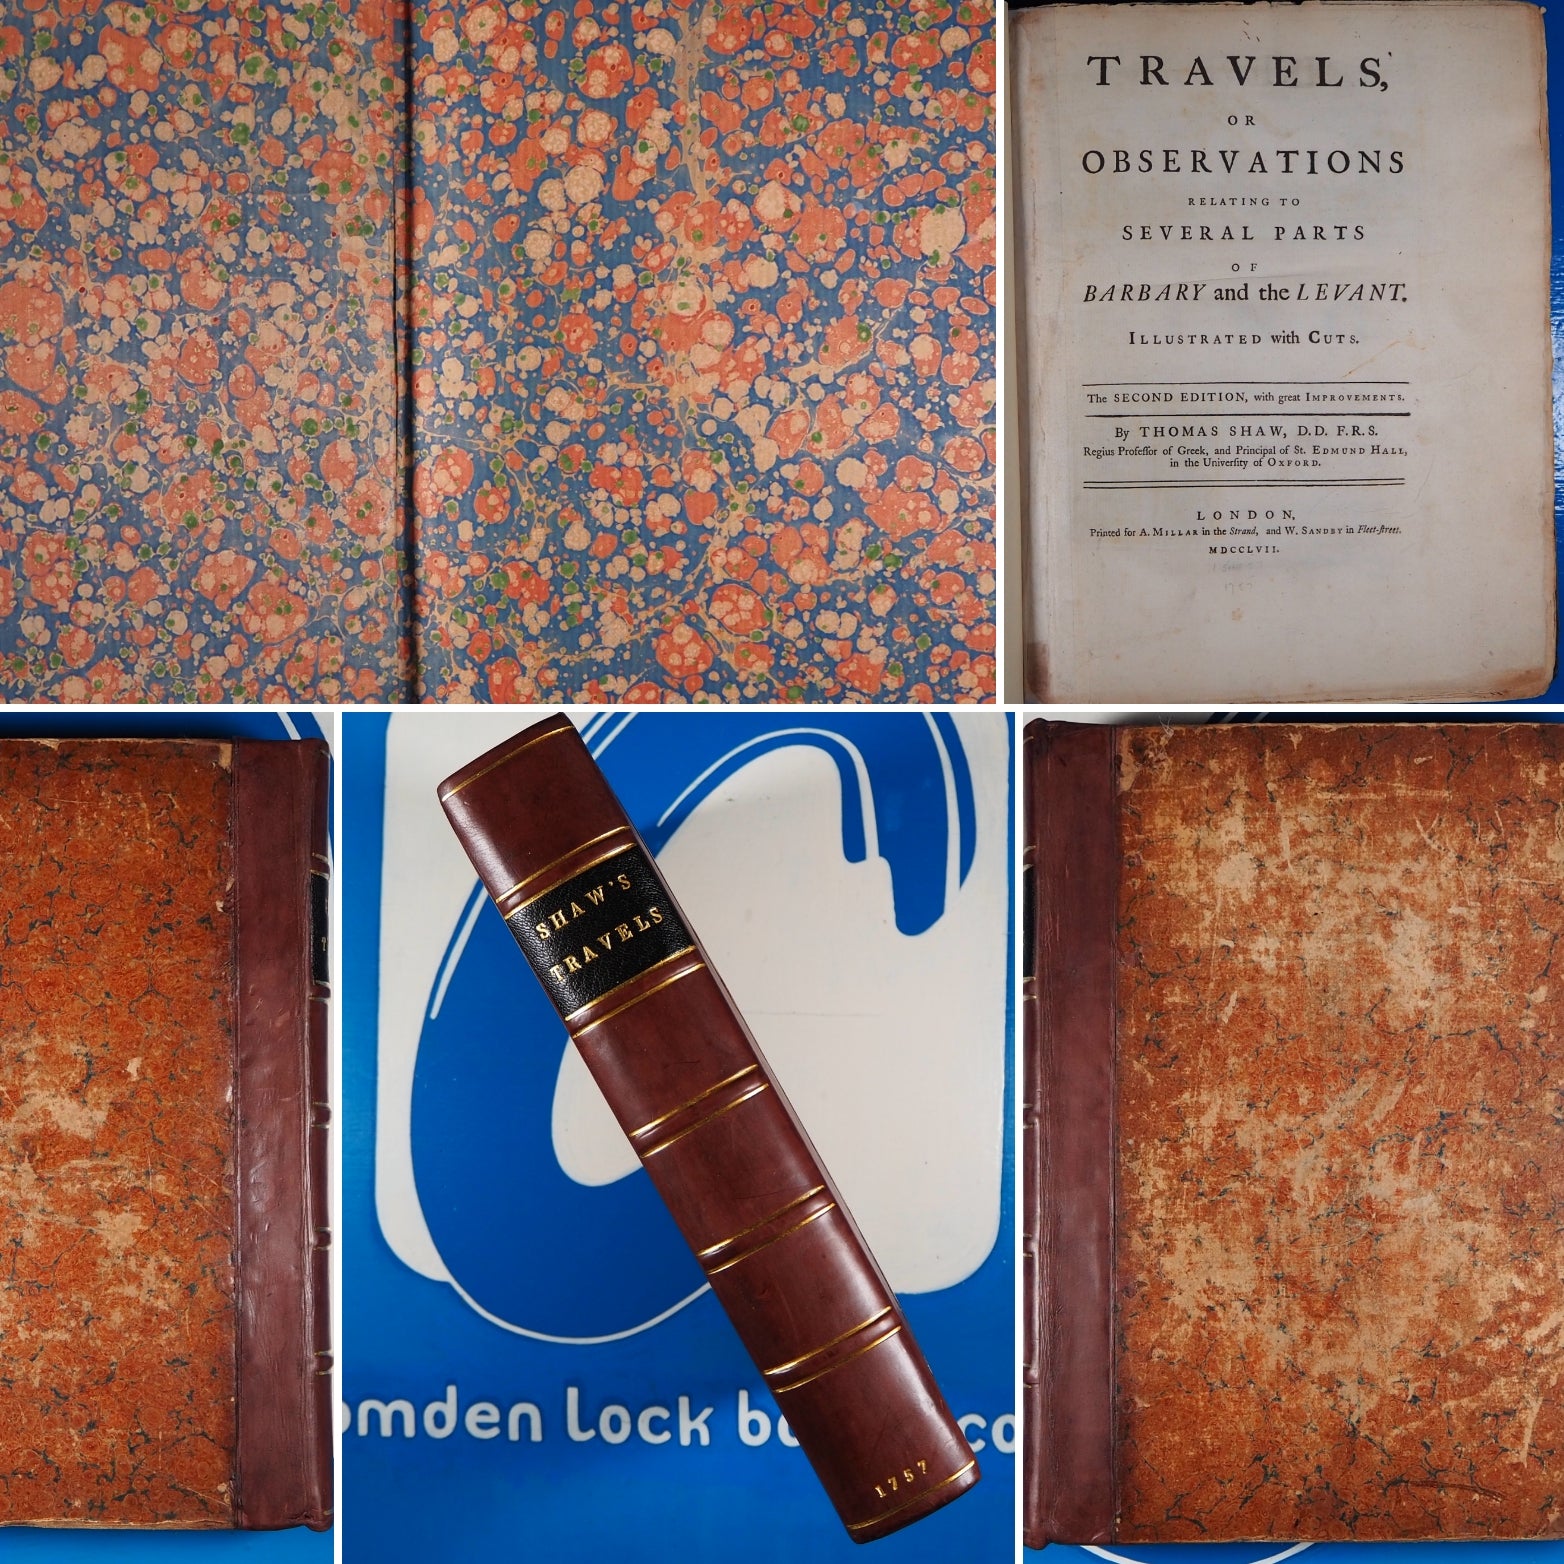 TRAVELS,
OR
OBSERVATIONS
RELATING TO
SEVERAL PARTS
OF
BARBARY and the LEVANT.
ILLUSTRATED with CUTS.
The SECOND EDITION, with great IMPROVEMENTS.
By THOMAS SHAW, D.D. F.R.S.
Regius Profeſſor of Greek, and Principal of St. EDMUND HALL,
in the Univerſity of OXFORD.
LONDON,
Printed for A. MILLAR in the Strand, and W. SANDBY in Fleet-ſtreet.
MDCCLVII.
1757
SHAW'S
TRAVELS
omden lock bo co
1757